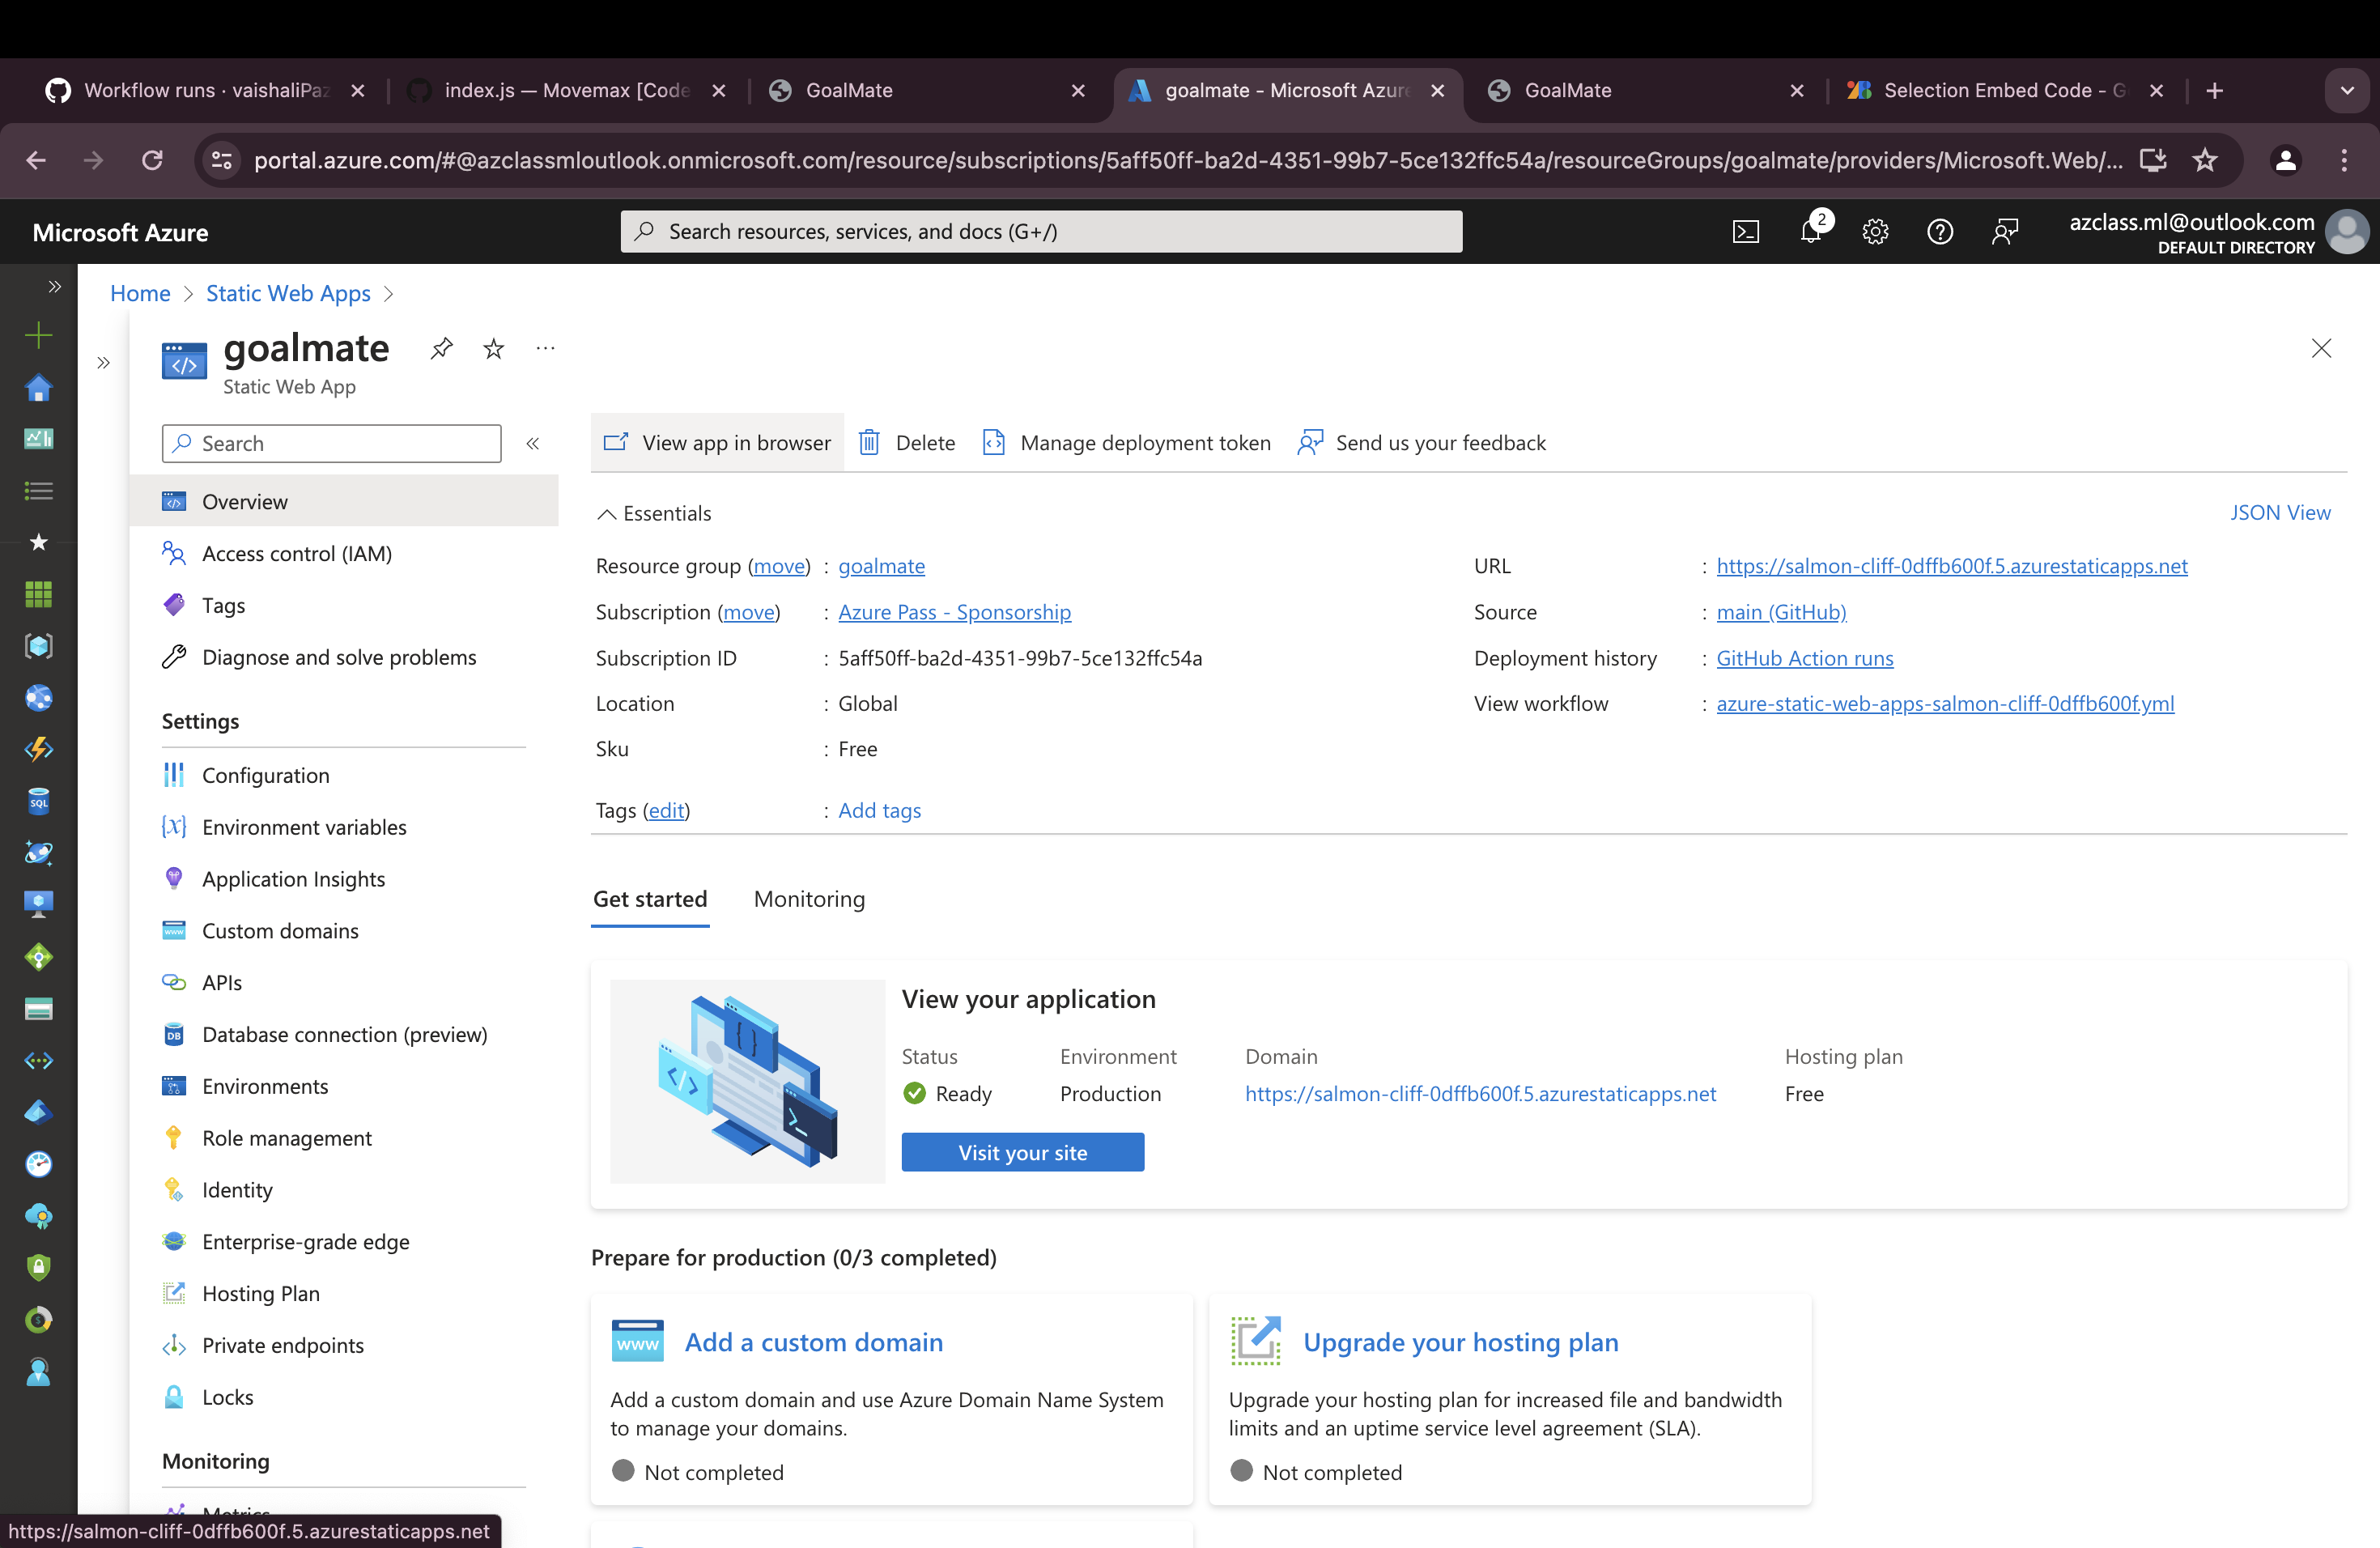 Workflow runs · vaishaliPaz
index.js — Movemax [Code
GoalMate
goalmate - Microsoft Azure
GoalMate
Selection Embed Code - G
portal.azure.com/#@azclassmloutlook.onmicrosoft.com/resource/subscriptions/5aff50ff-ba2d-4351-99b7-5ce132ffc54a/resourceGroups/goalmate/providers/Microsoft.Web/...
Microsoft Azure
Search resources, services, and docs (G+/)
2
azclass.ml@outlook.com
DEFAULT DIRECTORY
Home > Static Web Apps >
goalmate
Static Web App
Search
Overview
Access control (IAM)
Tags
Diagnose and solve problems
Settings
Configuration
Environment variables
Application Insights
Custom domains
APIs
Database connection (preview)
Environments
Role management
Identity
Enterprise-grade edge
Hosting Plan
Private endpoints
Locks
Monitoring
Metrics
View app in browser
Delete
Manage deployment token
Send us your feedback
Essentials
JSON View
Resource group (move) : goalmate
Subscription (move) : Azure Pass - Sponsorship
Subscription ID : 5aff50ff-ba2d-4351-99b7-5ce132ffc54a
Location : Global
Sku : Free
Tags (edit) : Add tags
URL : https://salmon-cliff-0dffb600f.5.azurestaticapps.net
Source : main (GitHub)
Deployment history : GitHub Action runs
View workflow : azure-static-web-apps-salmon-cliff-0dffb600f.yml
Get started
Monitoring
View your application
Status
Environment
Domain
Hosting plan
Ready
Production
https://salmon-cliff-0dffb600f.5.azurestaticapps.net
Free
Visit your site
Prepare for production (0/3 completed)
www
Add a custom domain
Add a custom domain and use Azure Domain Name System
to manage your domains.
Not completed
Upgrade your hosting plan
Upgrade your hosting plan for increased file and bandwidth
limits and an uptime service level agreement (SLA).
Not completed
https://salmon-cliff-0dffb600f.5.azurestaticapps.net